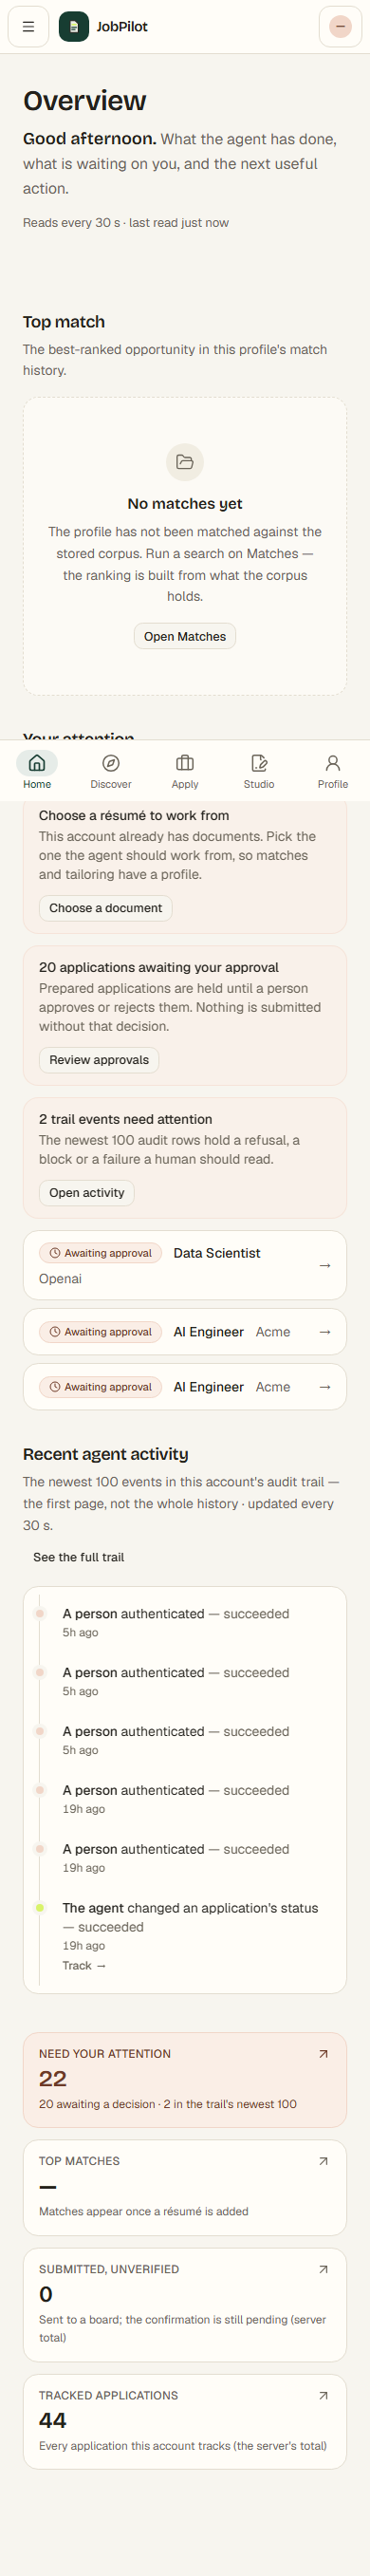 JobPilot
Overview
Good afternoon. What the agent has done,
what is waiting on you, and the next useful
action.
Reads every 30 s · last read just now
Top match
The best-ranked opportunity in this profile's match
history.
No matches yet
The profile has not been matched against the
stored corpus. Run a search on Matches —
the ranking is built from what the corpus
holds.
Open Matches
Your attention
Home
Discover
Apply
Studio
Profile
Choose a résumé to work from
This account already has documents. Pick the
one the agent should work from, so matches
and tailoring have a profile.
Choose a document
20 applications awaiting your approval
Prepared applications are held until a person
approves or rejects them. Nothing is submitted
without that decision.
Review approvals
2 trail events need attention
The newest 100 audit rows hold a refusal, a
block or a failure a human should read.
Open activity
Awaiting approval Data Scientist
Openai →
Awaiting approval AI Engineer Acme →
Awaiting approval AI Engineer Acme →
Recent agent activity
The newest 100 events in this account's audit trail —
the first page, not the whole history · updated every
30 s.
See the full trail
A person authenticated — succeeded
5h ago
A person authenticated — succeeded
5h ago
A person authenticated — succeeded
5h ago
A person authenticated — succeeded
19h ago
A person authenticated — succeeded
19h ago
The agent changed an application's status
— succeeded
19h ago
Track →
NEED YOUR ATTENTION
22
20 awaiting a decision · 2 in the trail's newest 100
TOP MATCHES
—
Matches appear once a résumé is added
SUBMITTED, UNVERIFIED
0
Sent to a board; the confirmation is still pending (server
total)
TRACKED APPLICATIONS
44
Every application this account tracks (the server's total)